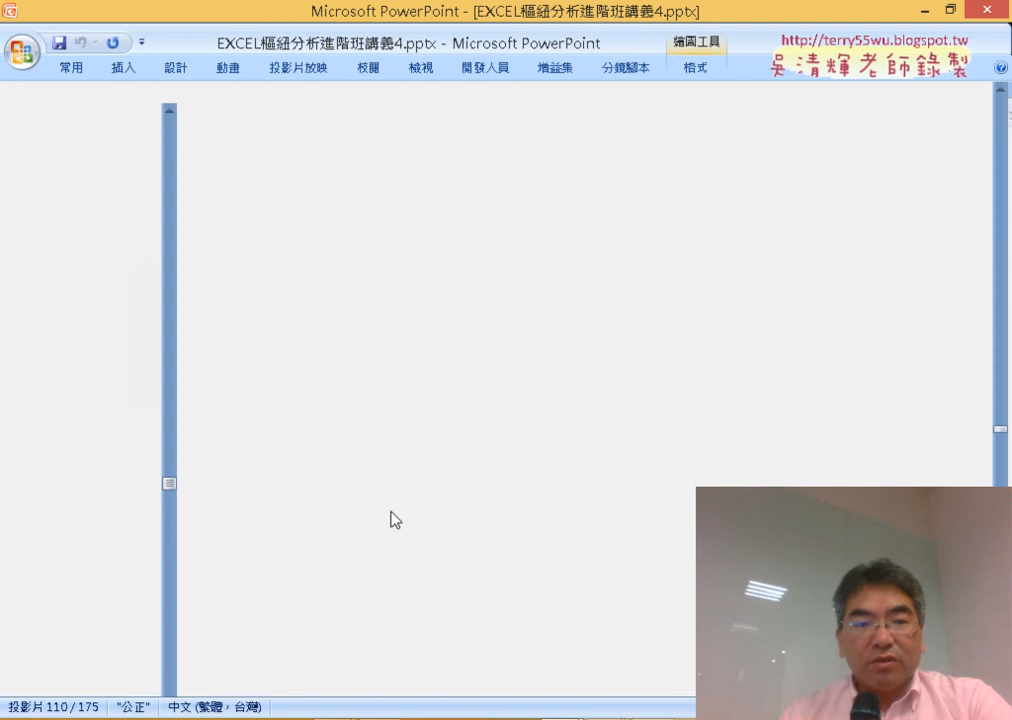 Microsoft PowerPoint - [EXCEL樞紐分析進階班講義4.pptx]
EXCEL樞紐分析進階班講義4.pptx - Microsoft PowerPoint
繪圖工具
http://terry55wu.blogspot.tw
吳清輝老師錄製
常用 插入 設計 動畫 投影片放映 校閱 檢視 開發人員 增益集 分鏡腳本 格式
投影片 110 / 175 "公正" 中文 (繁體，台灣)